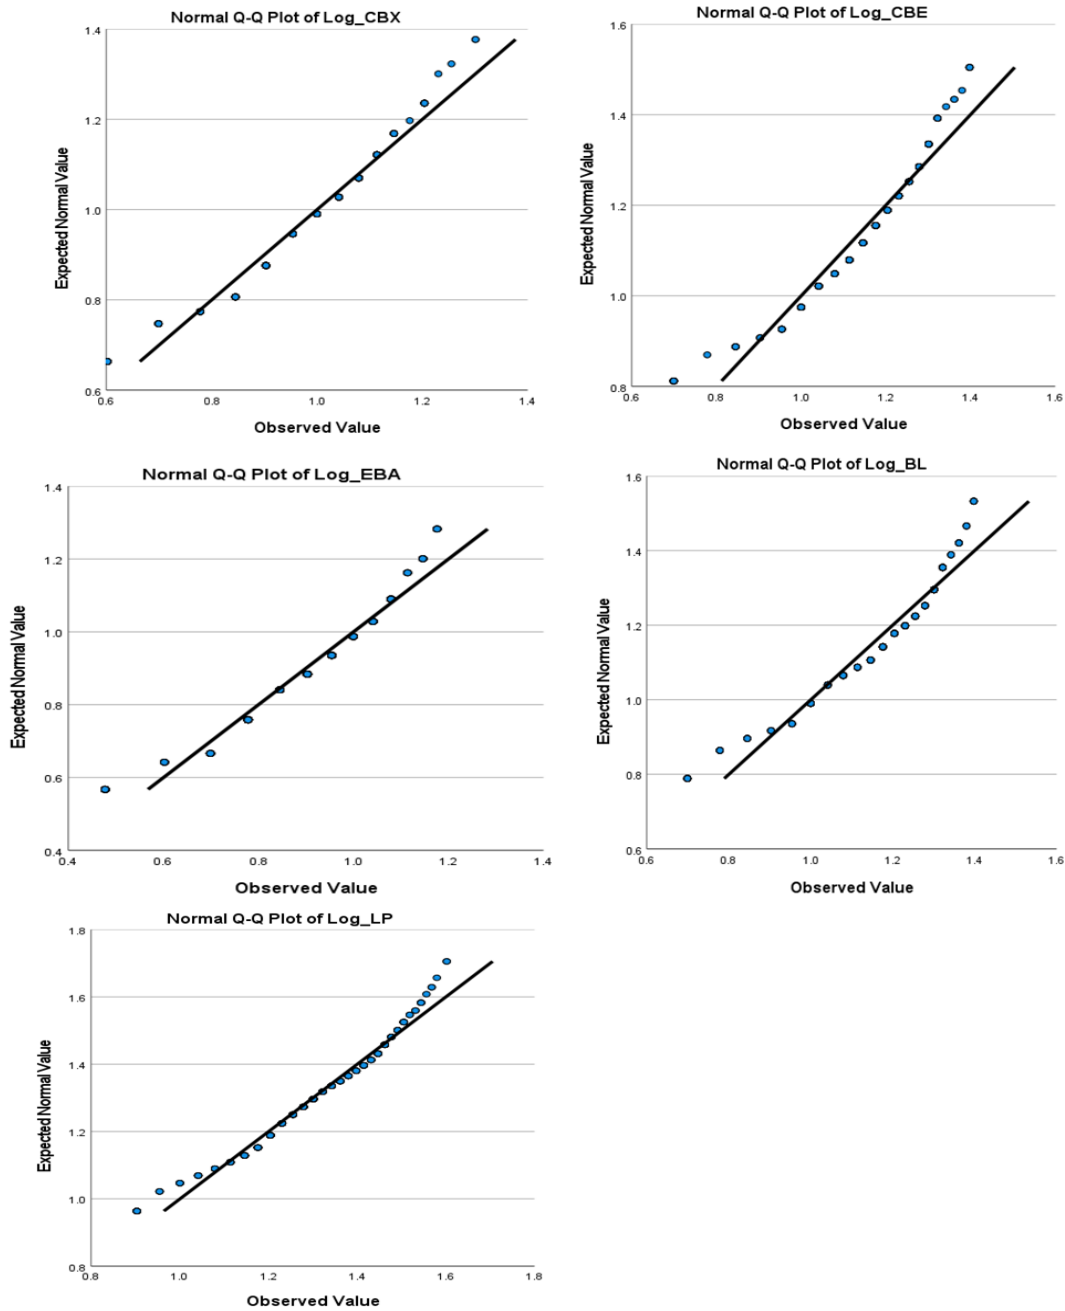 Normal Q-Q Plot of Log_CBX
Expected Normal Value
1.4
1.2
1.0
0.8
0.6
0.6 0.8 1.0 1.2 1.4
Observed Value
Normal Q-Q Plot of Log_CBE
Expected Normal Value
1.6
1.4
1.2
1.0
0.8
0.6 0.8 1.0 1.2 1.4 1.6
Observed Value
Normal Q-Q Plot of Log_EBA
Expected Normal Value
1.4
1.2
1.0
0.8
0.6
0.4
0.4 0.6 0.8 1.0 1.2 1.4
Observed Value
Normal Q-Q Plot of Log_BL
Expected Normal Value
1.6
1.4
1.2
1.0
0.8
0.6
0.6 0.8 1.0 1.2 1.4 1.6
Observed Value
Normal Q-Q Plot of Log_LP
Expected Normal Value
1.8
1.6
1.4
1.2
1.0
0.8
0.8 1.0 1.2 1.4 1.6 1.8
Observed Value